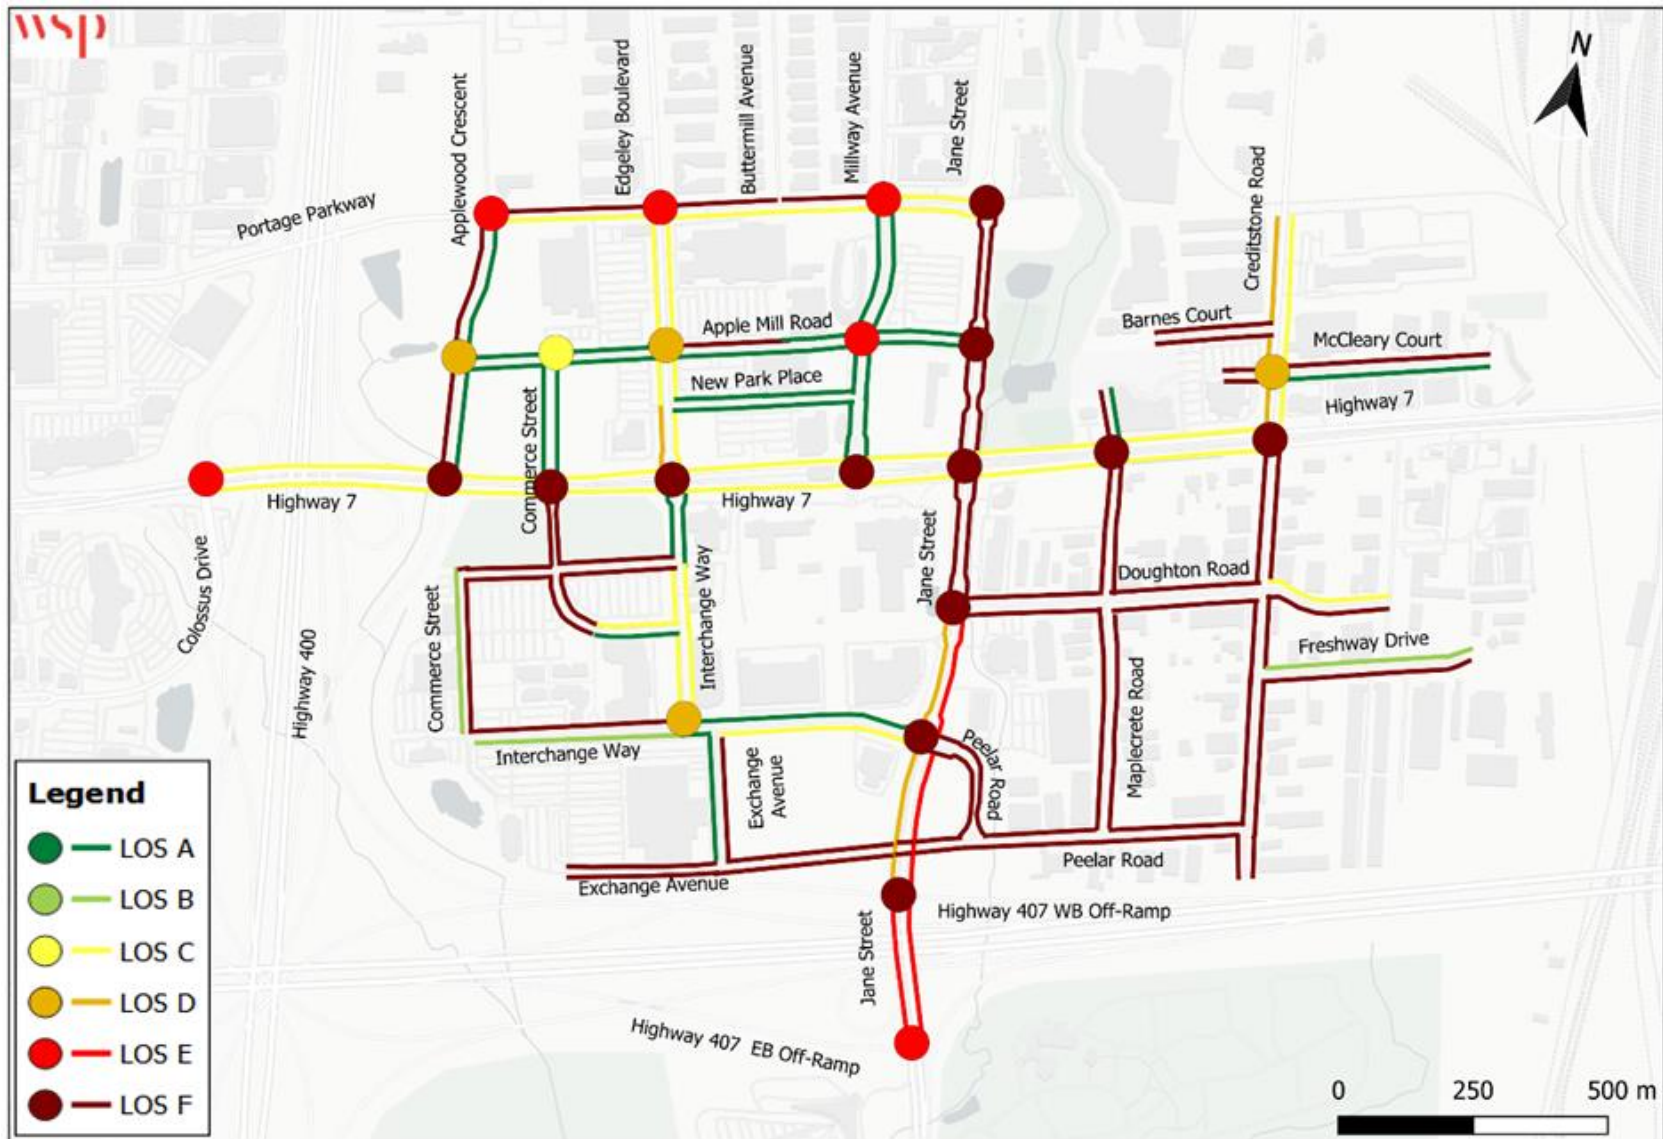 wsp
N
Applewood Crescent
Edgeley Boulevard
Buttermill Avenue
Millway Avenue
Jane Street
Portage Parkway
Creditstone Road
Apple Mill Road
Barnes Court
McCleary Court
New Park Place
Highway 7
Commerce Street
Highway 7
Highway 7
Colossus Drive
Highway 400
Commerce Street
Interchange Way
Jane Street
Doughton Road
Freshway Drive
Maplecrete Road
Interchange Way
Exchange
Avenue
Peelar
Road
Peelar Road
Exchange Avenue
Highway 407 WB Off-Ramp
Jane Street
Highway 407 EB Off-Ramp
Legend
LOS A
LOS B
LOS C
LOS D
LOS E
LOS F
0 250 500 m